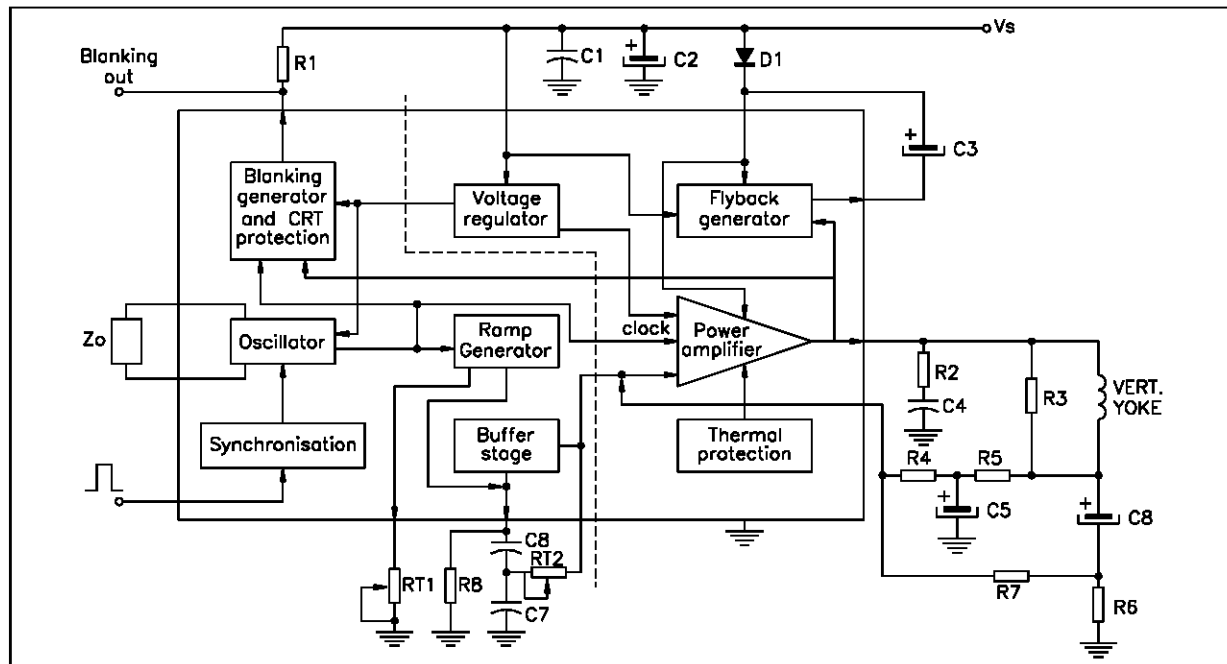 Vs
Blanking
out
R1
C1
+
C2
D1
+
C3
Blanking
generator
and CRT
protection
Voltage
regulator
Flyback
generator
Zo
Oscillator
Ramp
Generator
clock
Power
amplifier
R2
C4
R3
VERT.
YOKE
Synchronisation
Buffer
stage
Thermal
protection
R4
R5
+
C5
+
C8
RT1
R8
C8
RT2
C7
R7
R6